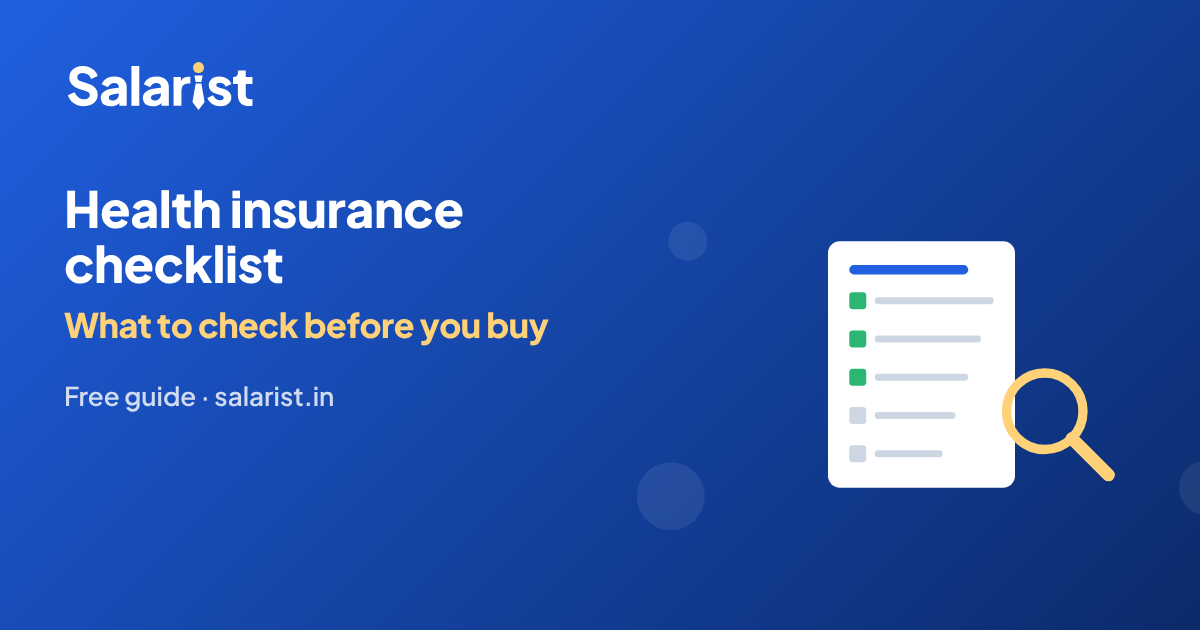 Salarist
Health insurance
checklist
What to check before you buy
Free guide · salarist.in